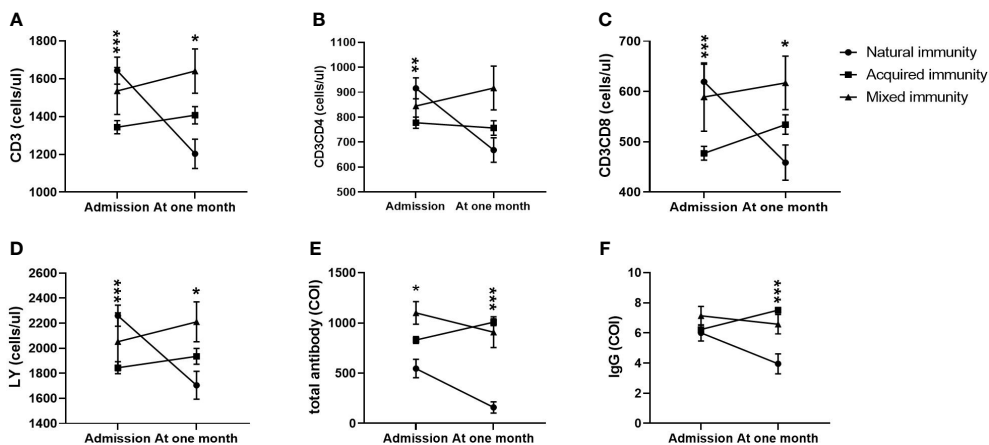 A
CD3 (cells/ul)
1800
1600
1400
1200
1000
***
*
Admission At one month
B
CD3CD4 (cells/ul)
1100
1000
900
800
700
600
500
**
Admission At one month
C
CD3CD8 (cells/ul)
700
600
500
400
***
*
Admission At one month
Natural immunity
Acquired immunity
Mixed immunity
D
LY (cells/ul)
2600
2400
2200
2000
1800
1600
1400
***
*
Admission At one month
E
total antibody (COI)
1500
1000
500
0
*
***
Admission At one month
F
IgG (COI)
10
8
6
4
2
0
***
Admission At one month